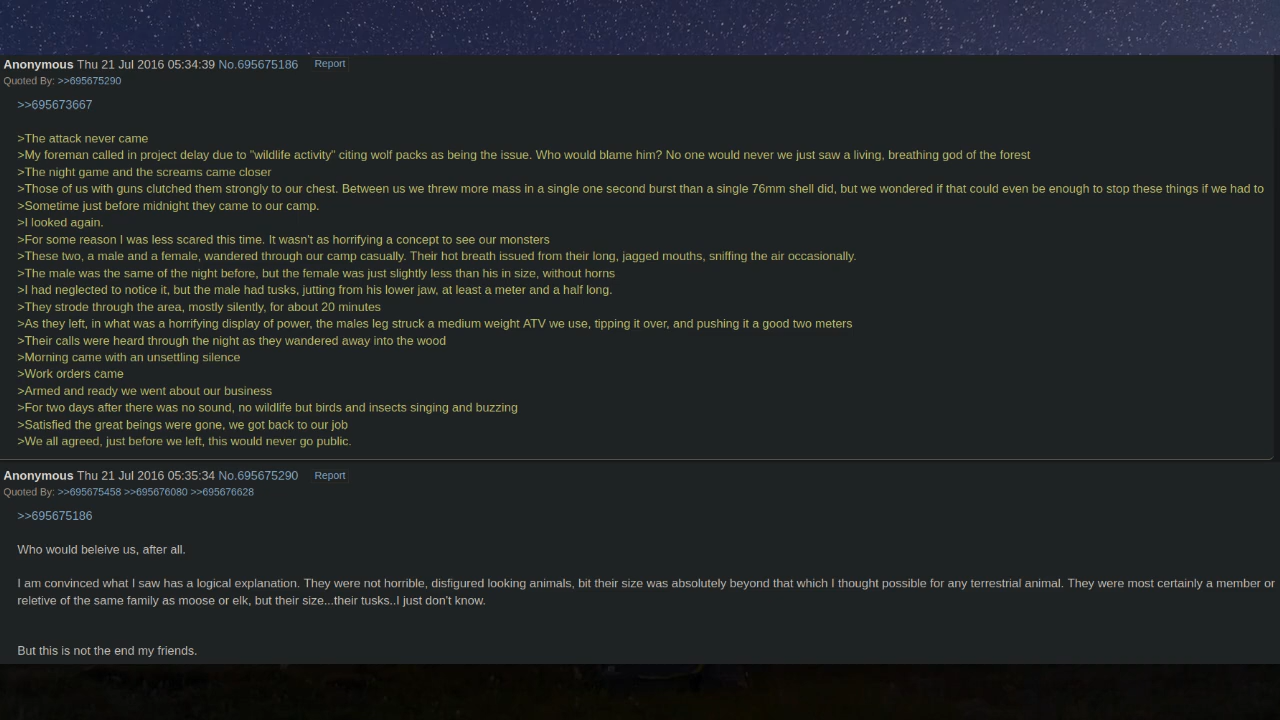 Anonymous Thu 21 Jul 2016 05:34:39 No.695675186 Report
Quoted By: >>695675290
>>695673667
>The attack never came
>My foreman called in project delay due to "wildlife activity" citing wolf packs as being the issue. Who would blame him? No one would never we just saw a living, breathing god of the forest
>The night game and the screams came closer
>Those of us with guns clutched them strongly to our chest. Between us we threw more mass in a single one second burst than a single 76mm shell did, but we wondered if that could even be enough to stop these things if we had to
>Sometime just before midnight they came to our camp.
>I looked again.
>For some reason I was less scared this time. It wasn't as horrifying a concept to see our monsters
>These two, a male and a female, wandered through our camp casually. Their hot breath issued from their long, jagged mouths, sniffing the air occasionally.
>The male was the same of the night before, but the female was just slightly less than his in size, without horns
>I had neglected to notice it, but the male had tusks, jutting from his lower jaw, at least a meter and a half long.
>They strode through the area, mostly silently, for about 20 minutes
>As they left, in what was a horrifying display of power, the males leg struck a medium weight ATV we use, tipping it over, and pushing it a good two meters
>Their calls were heard through the night as they wandered away into the wood
>Morning came with an unsettling silence
>Work orders came
>Armed and ready we went about our business
>For two days after there was no sound, no wildlife but birds and insects singing and buzzing
>Satisfied the great beings were gone, we got back to our job
>We all agreed, just before we left, this would never go public.
Anonymous Thu 21 Jul 2016 05:35:34 No.695675290 Report
Quoted By: >>695675458 >>695676080 >>695676628
>>695675186
Who would beleive us, after all.
I am convinced what I saw has a logical explanation. They were not horrible, disfigured looking animals, bit their size was absolutely beyond that which I thought possible for any terrestrial animal. They were most certainly a member or
reletive of the same family as moose or elk, but their size...their tusks..I just don't know.
But this is not the end my friends.